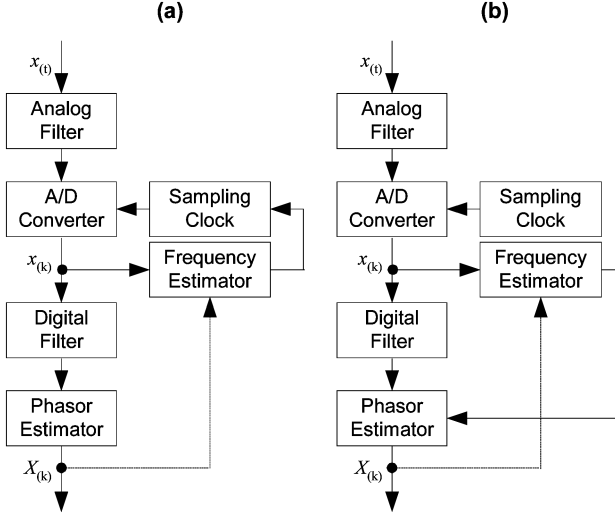 (a)
x(t)
Analog
Filter
A/D
Converter
Sampling
Clock
x(k)
Frequency
Estimator
Digital
Filter
Phasor
Estimator
X(k)
(b)
x(t)
Analog
Filter
A/D
Converter
Sampling
Clock
x(k)
Frequency
Estimator
Digital
Filter
Phasor
Estimator
X(k)